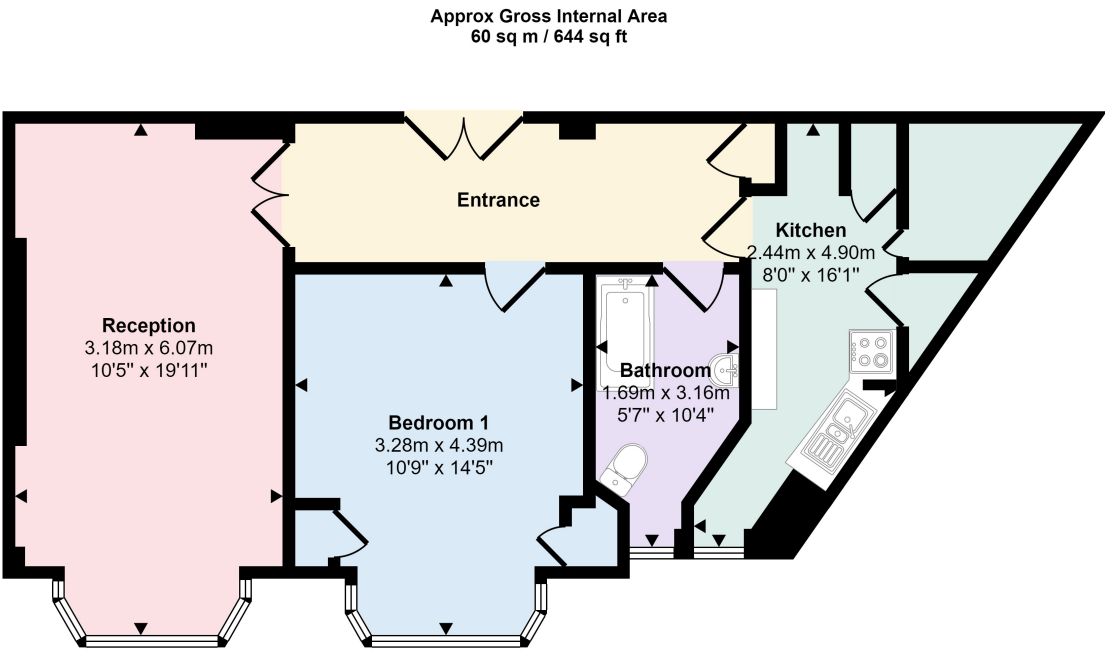 Approx Gross Internal Area
60 sq m / 644 sq ft
Entrance
Kitchen
2.44m x 4.90m
8'0" x 16'1"
Reception
3.18m x 6.07m
10'5" x 19'11"
Bathroom
1.69m x 3.16m
5'7" x 10'4"
Bedroom 1
3.28m x 4.39m
10'9" x 14'5"